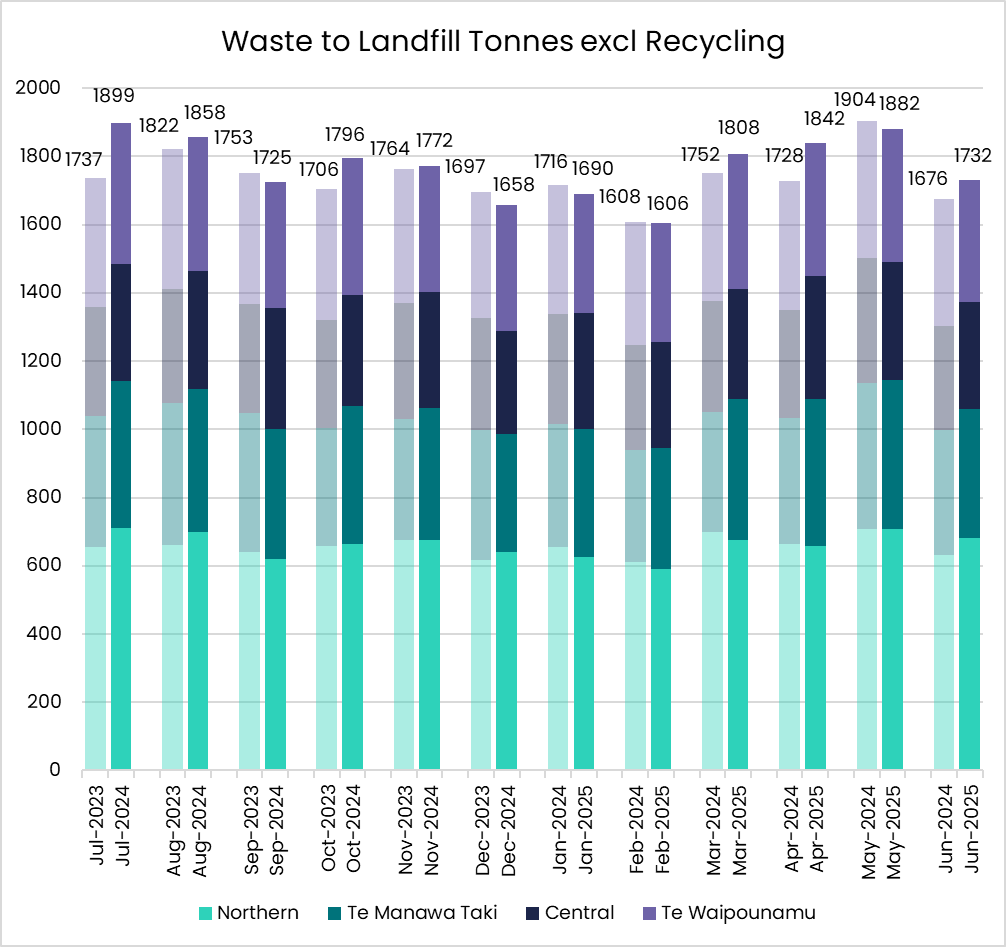 Waste to Landfill Tonnes excl Recycling
2000
1800
1600
1400
1200
1000
800
600
400
200
0
1737
1899
1822
1858
1753
1725
1706
1796
1764
1772
1697
1658
1716
1690
1608
1606
1752
1808
1728
1842
1904
1882
1676
1732
Jul-2023
Jul-2024
Aug-2023
Aug-2024
Sep-2023
Sep-2024
Oct-2023
Oct-2024
Nov-2023
Nov-2024
Dec-2023
Dec-2024
Jan-2024
Jan-2025
Feb-2024
Feb-2025
Mar-2024
Mar-2025
Apr-2024
Apr-2025
May-2024
May-2025
Jun-2024
Jun-2025
Northern
Te Manawa Taki
Central
Te Waipounamu